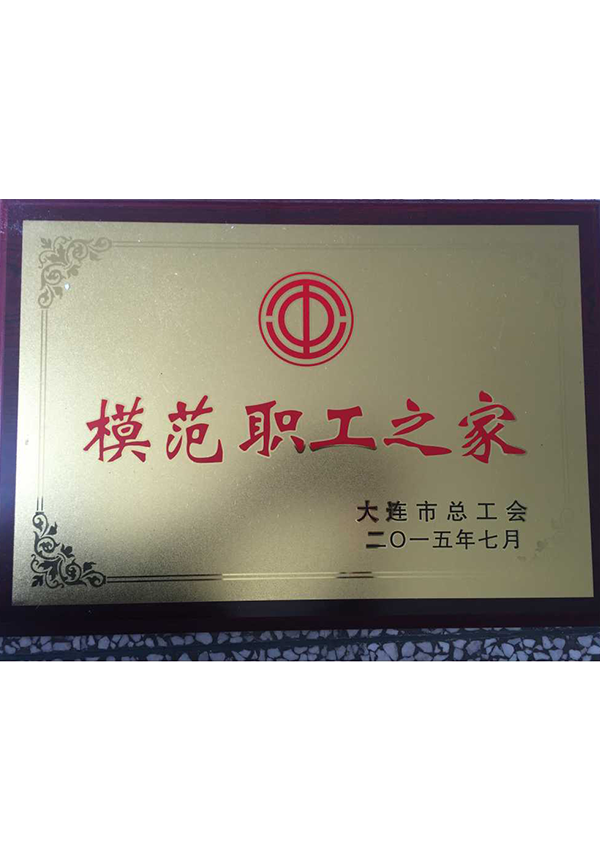 模范职工之家
大连市总工会
二〇一五年七月